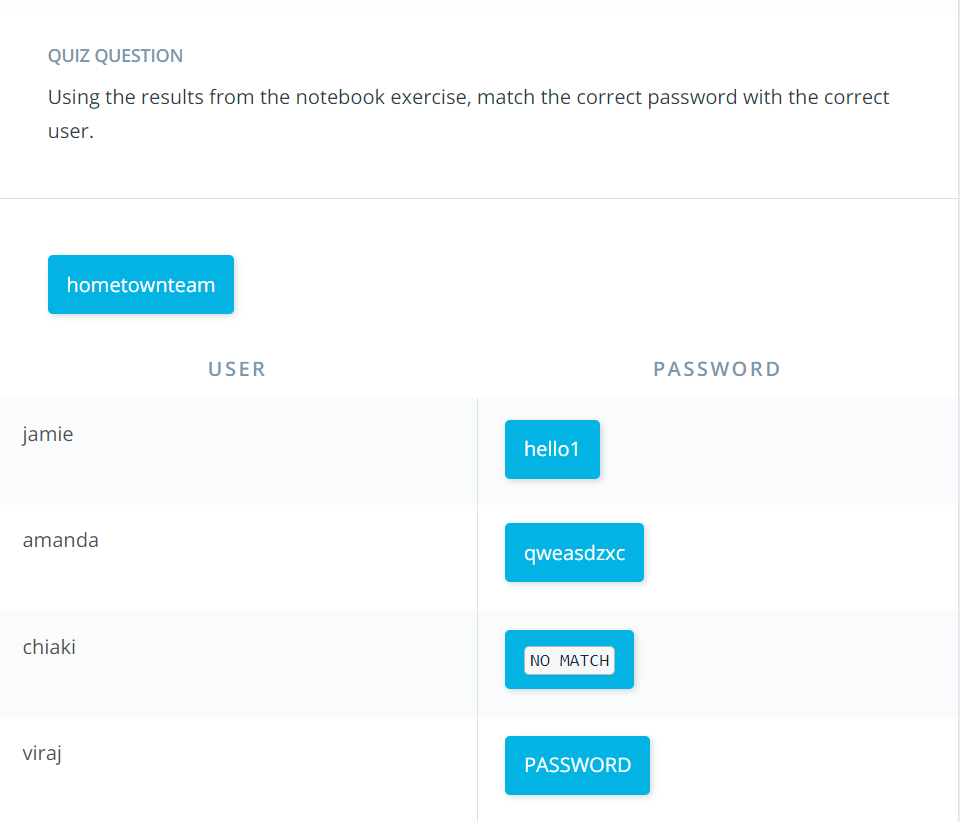 QUIZ QUESTION
Using the results from the notebook exercise, match the correct password with the correct
user.
hometownteam
USER PASSWORD
jamie hello1
amanda qweasdzxc
chiaki NO MATCH
viraj PASSWORD